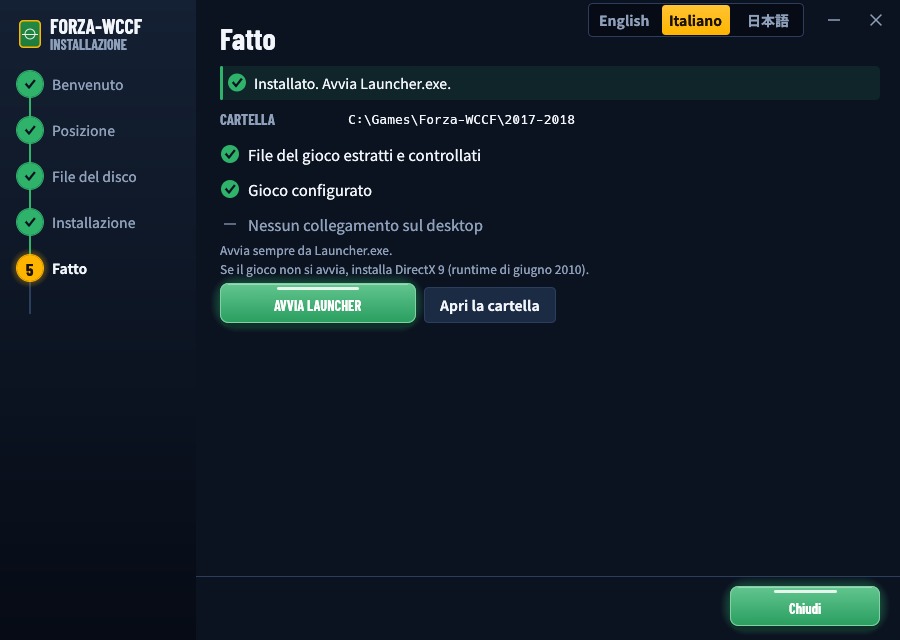 FORZA-WCCF
INSTALLAZIONE
Benvenuto
Posizione
File del disco
Installazione
5 Fatto
English Italiano 日本語
Fatto
Installato. Avvia Launcher.exe.
CARTELLA C:\Games\Forza-WCCF\2017-2018
File del gioco estratti e controllati
Gioco configurato
Nessun collegamento sul desktop
Avvia sempre da Launcher.exe.
Se il gioco non si avvia, installa DirectX 9 (runtime di giugno 2010).
AVVIA LAUNCHER Apri la cartella
Chiudi